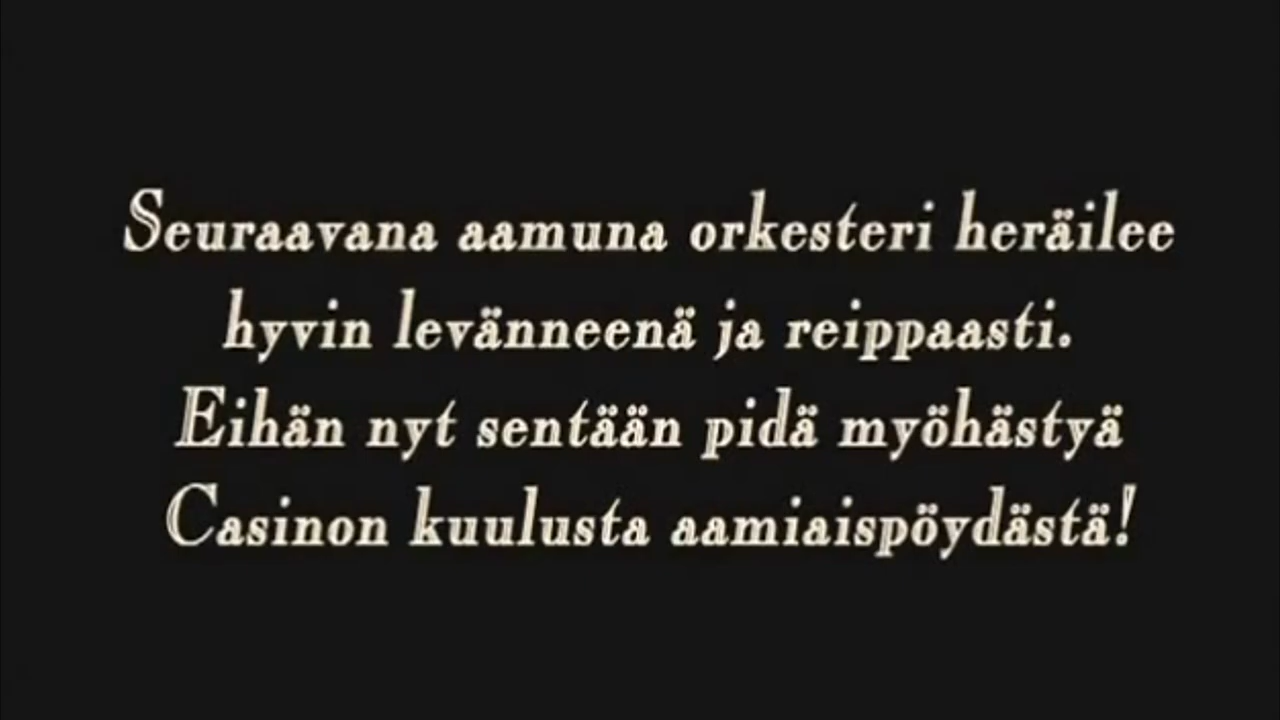 Seuraavana aamuna orkesteri heräilee
hyvin levänneenä ja reippaasti.
Eihän nyt sentään pidä myöhästyä
Casinon kuulusta aamiaispöydästä!